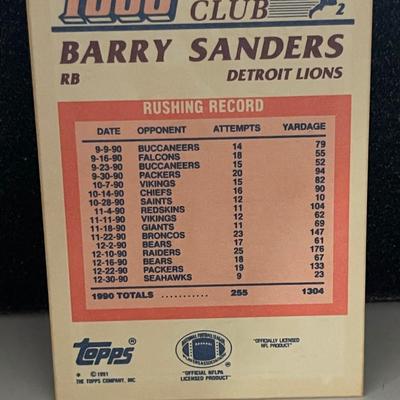 1000
CLUB 2
BARRY SANDERS
RB DETROIT LIONS
RUSHING RECORD
DATE OPPONENT ATTEMPTS YARDAGE
9-9-90 BUCCANEERS 14 79
9-16-90 FALCONS 18 55
9-23-90 BUCCANEERS 15 52
9-30-90 PACKERS 20 94
10-7-90 VIKINGS 15 82
10-14-90 CHIEFS 16 90
10-28-90 SAINTS 12 10
11-4-90 REDSKINS 11 104
11-11-90 VIKINGS 11 62
11-18-90 GIANTS 11 69
11-22-90 BRONCOS 23 147
12-2-90 BEARS 17 61
12-10-90 RAIDERS 25 176
12-16-90 BEARS 18 67
12-22-90 PACKERS 19 133
12-30-90 SEAHAWKS 9 23
1990 TOTALS ........... 255 1304
topps®
* © 1991
THE TOPPS COMPANY, INC.
"OFFICIAL NFLPA
LICENSED PRODUCT"
"OFFICIALLY LICENSED
NFL PRODUCT"